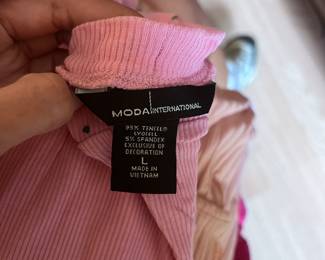 MODA INTERNATIONAL
95% TENCEL
LYOCELL
5% SPANDEX
EXCLUSIVE OF
DECORATION
L
MADE IN
VIETNAM